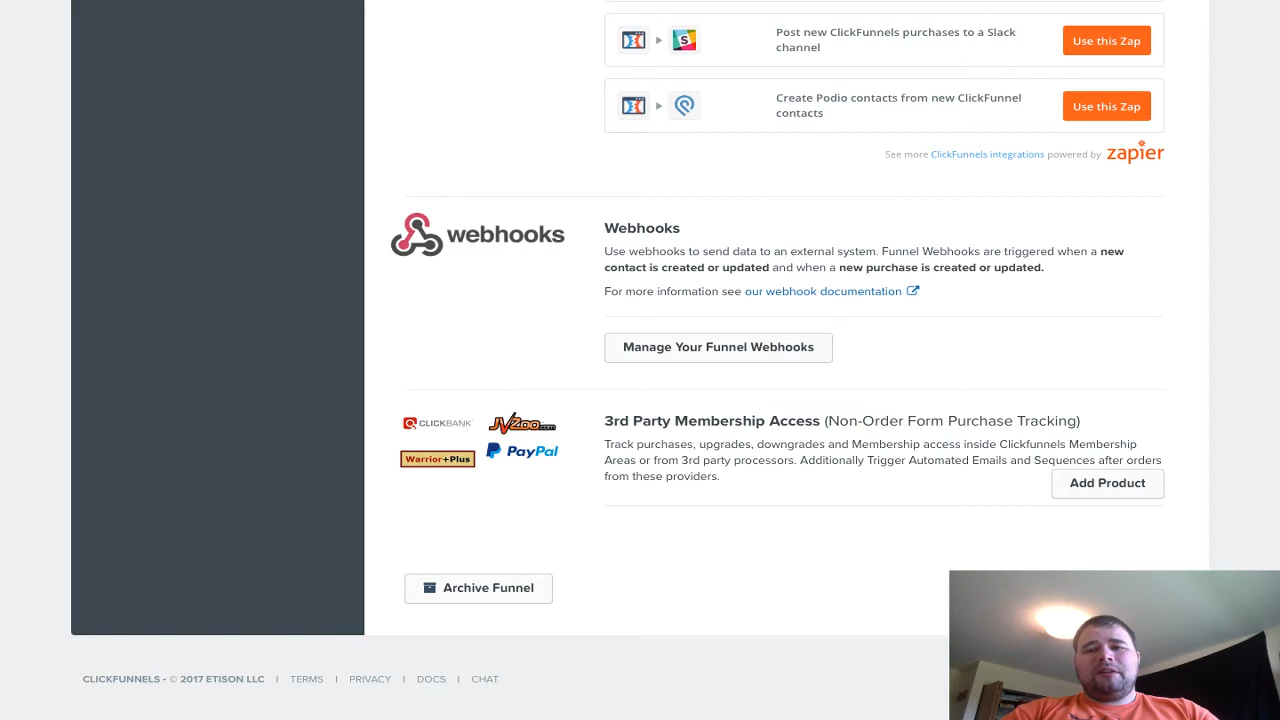 Post new ClickFunnels purchases to a Slack
channel
Use this Zap
S
Create Podio contacts from new ClickFunnel
contacts
Use this Zap
See more ClickFunnels integrations powered by zapier
webhooks
Webhooks
Use webhooks to send data to an external system. Funnel Webhooks are triggered when a new
contact is created or updated and when a new purchase is created or updated.
For more information see our webhook documentation
Manage Your Funnel Webhooks
CLICKBANK
JVZoo.com
Warrior+Plus
PayPal
3rd Party Membership Access (Non-Order Form Purchase Tracking)
Track purchases, upgrades, downgrades and Membership access inside Clickfunnels Membership
Areas or from 3rd party processors. Additionally Trigger Automated Emails and Sequences after orders
from these providers.
Add Product
Archive Funnel
CLICKFUNNELS - © 2017 ETISON LLC | TERMS | PRIVACY | DOCS | CHAT